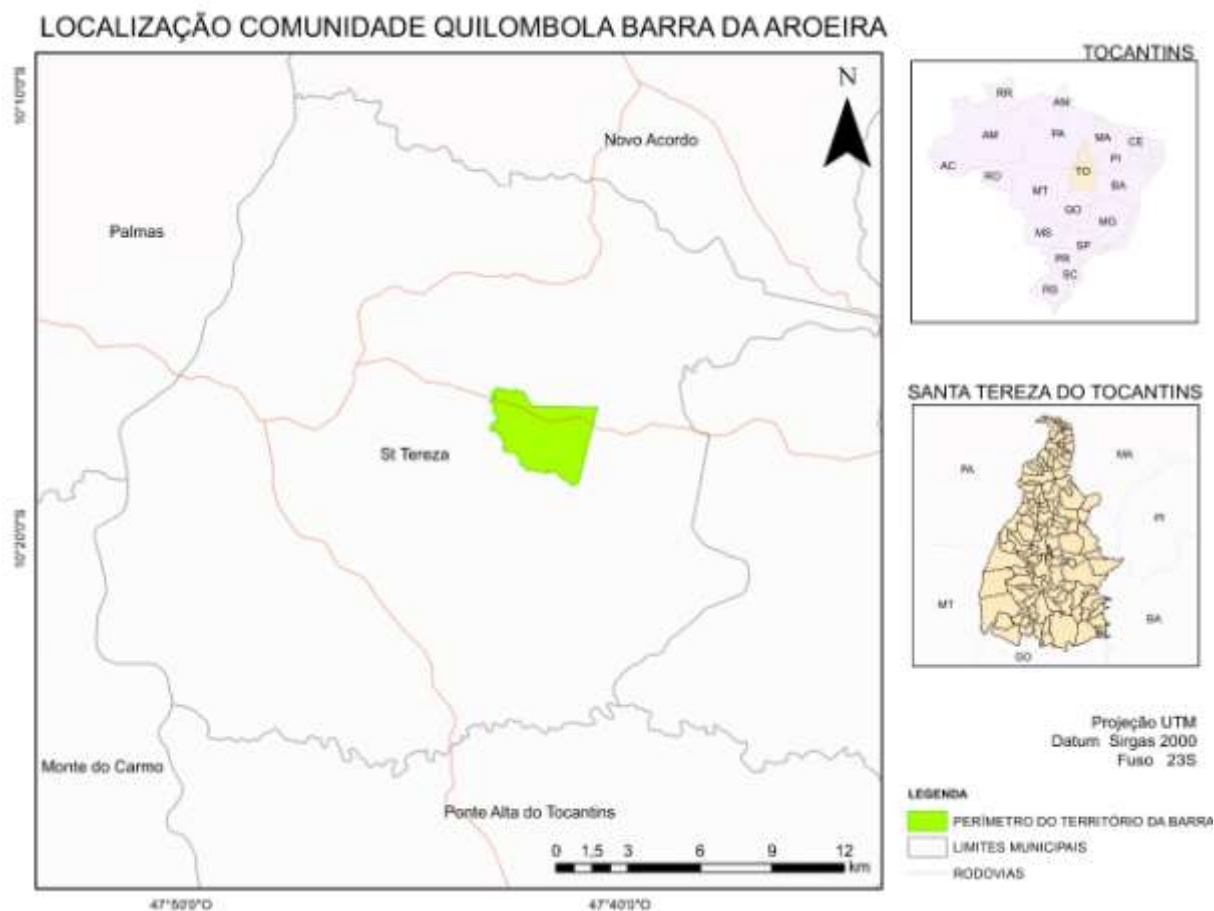 LOCALIZAÇÃO COMUNIDADE QUILOMBOLA BARRA DA AROEIRA
10°10'0"S
10°20'0"S
N
Novo Acordo
Palmas
St Tereza
Monte do Carmo
Ponte Alta do Tocantins
0 1,5 3 6 9 12
km
47°50'0"O
47°40'0"O
TOCANTINS
RR
AM
AM
PA
MA
CE
PI
AC
RO
TO
MT
BA
GO
MG
MS
SP
PR
SC
RS
SANTA TEREZA DO TOCANTINS
PA
MA
PI
MT
BA
GO
Projeção UTM
Datum Sirgas 2000
Fuso 23S
LEGENDA
PERÍMETRO DO TERRITÓRIO DA BARRA
LIMITES MUNICIPAIS
RODOVIAS